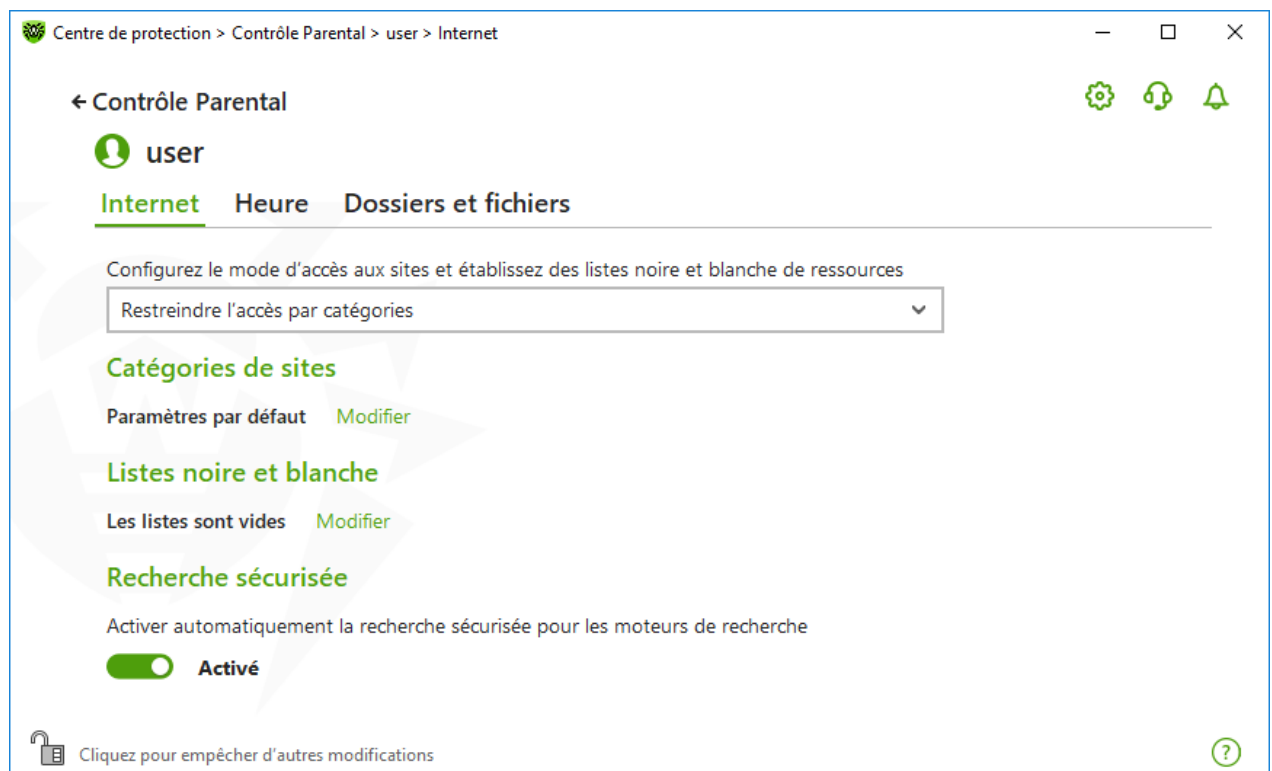 Centre de protection > Contrôle Parental > user > Internet
Contrôle Parental
user
Internet Heure Dossiers et fichiers
Configurez le mode d’accès aux sites et établissez des listes noire et blanche de ressources
Restreindre l’accès par catégories
Catégories de sites
Paramètres par défaut Modifier
Listes noire et blanche
Les listes sont vides Modifier
Recherche sécurisée
Activer automatiquement la recherche sécurisée pour les moteurs de recherche
Activé
Cliquez pour empêcher d’autres modifications
?